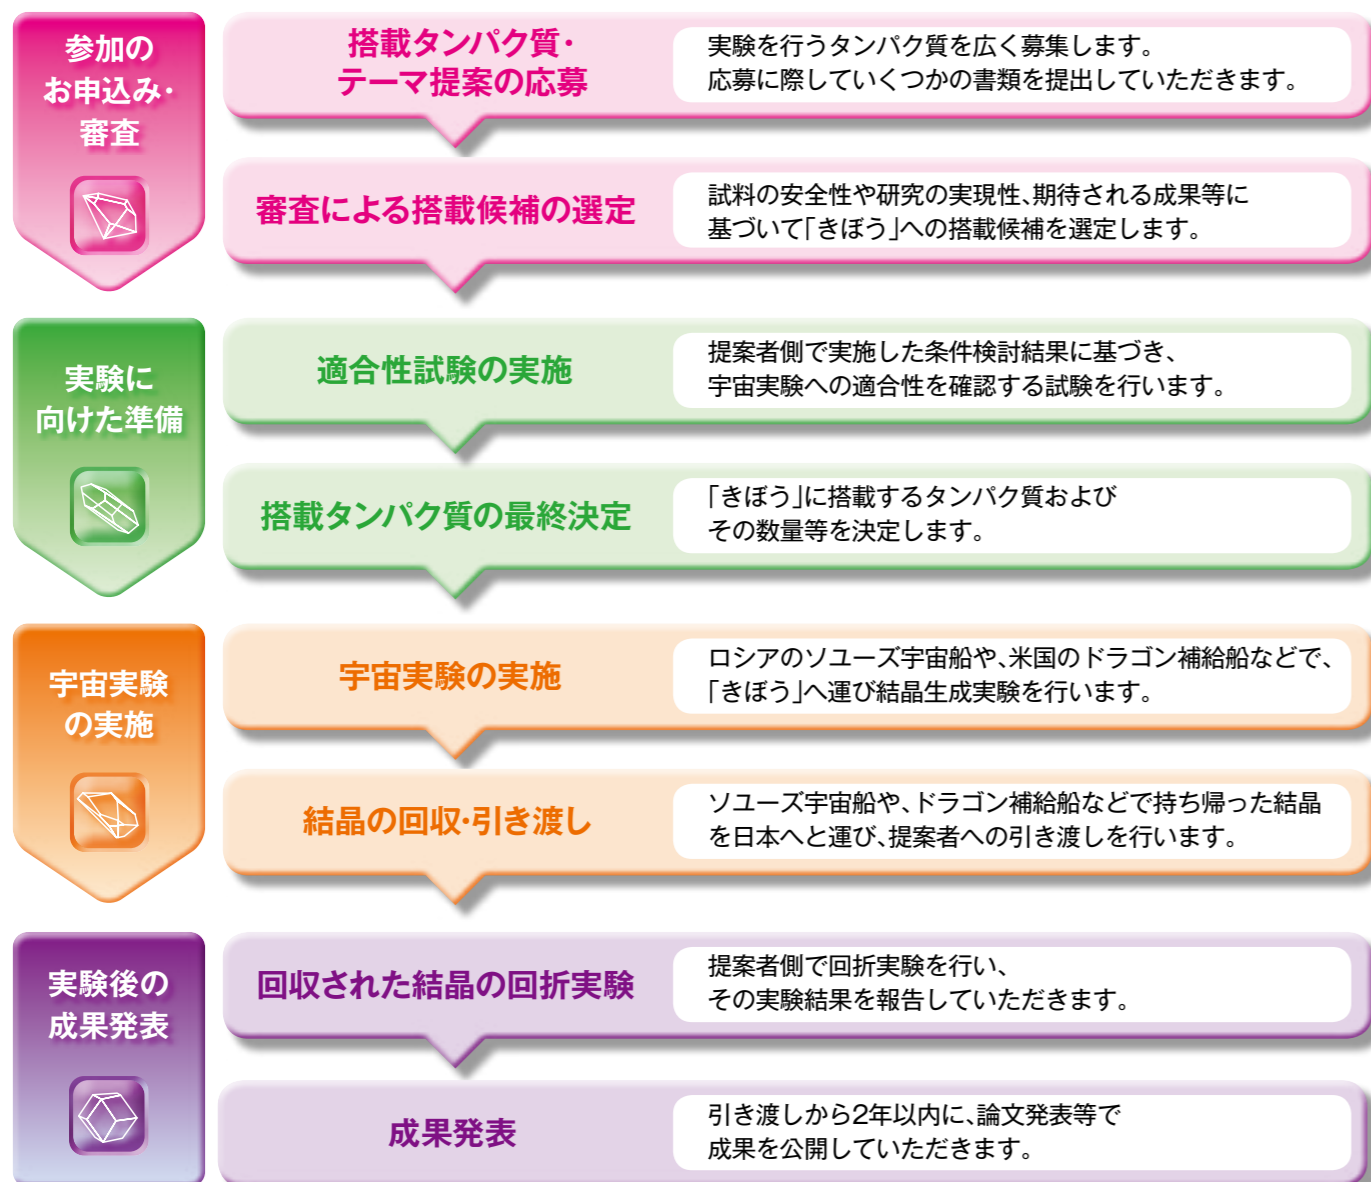 参加の
お申込み・
審査
搭載タンパク質・
テーマ提案の応募
実験を行うタンパク質を広く募集します。
応募に際していくつかの書類を提出していただきます。
審査による搭載候補の選定
試料の安全性や研究の実現性、期待される成果等に
基づいて「きぼう」への搭載候補を選定します。
実験に
向けた準備
適合性試験の実施
提案者側で実施した条件検討結果に基づき、
宇宙実験への適合性を確認する試験を行います。
搭載タンパク質の最終決定
「きぼう」に搭載するタンパク質および
その数量等を決定します。
宇宙実験
の実施
宇宙実験の実施
ロシアのソユーズ宇宙船や、米国のドラゴン補給船などで、
「きぼう」へ運び結晶生成実験を行います。
結晶の回収・引き渡し
ソユーズ宇宙船や、ドラゴン補給船などで持ち帰った結晶
を日本へと運び、提案者への引き渡しを行います。
実験後の
成果発表
回収された結晶の回折実験
提案者側で回折実験を行い、
その実験結果を報告していただきます。
成果発表
引き渡しから2年以内に、論文発表等で
成果を公開していただきます。